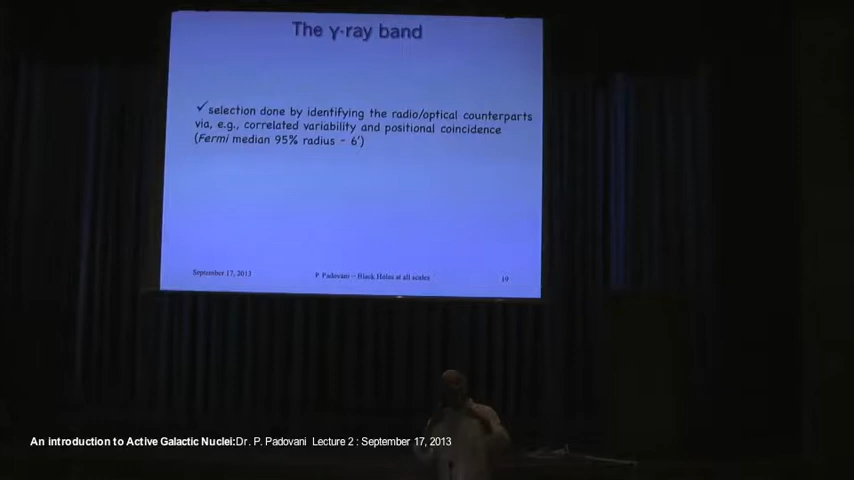 The γ-ray band
✓selection done by identifying the radio/optical counterparts
via, e.g., correlated variability and positional coincidence
(Fermi median 95% radius ~ 6')
September 17, 2013
P. Padovani – Black Holes at all scales
19
An introduction to Active Galactic Nuclei:Dr. P. Padovani Lecture 2 : September 17, 2013